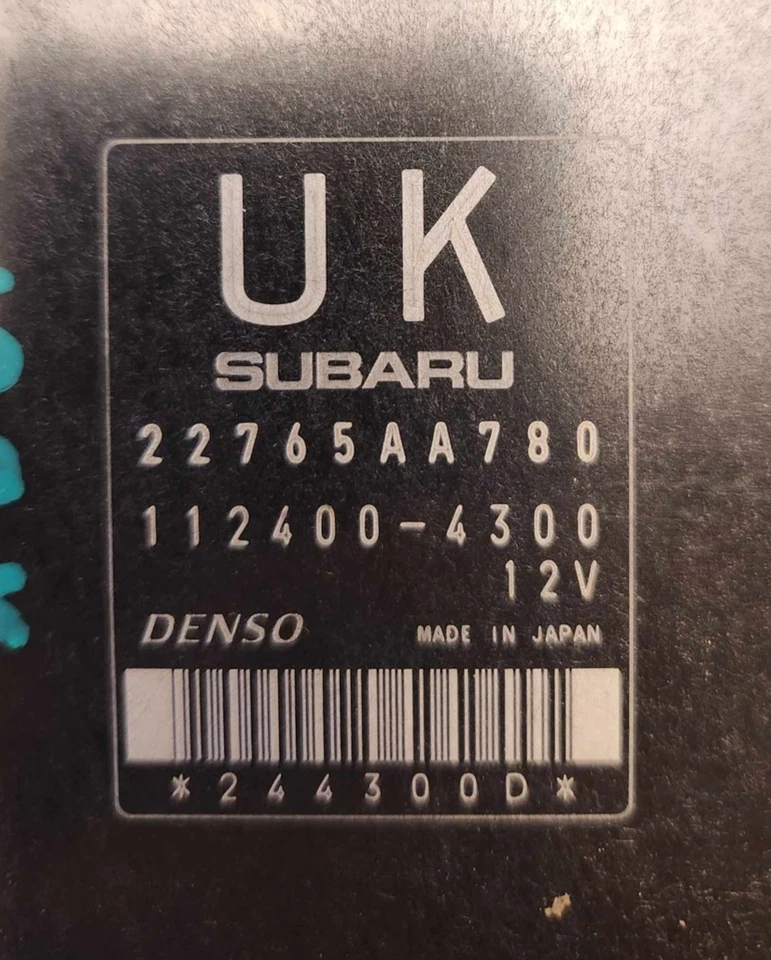 UK
SUBARU
22765AA780
112400-4300
12V
DENSO MADE IN JAPAN
*244300D*